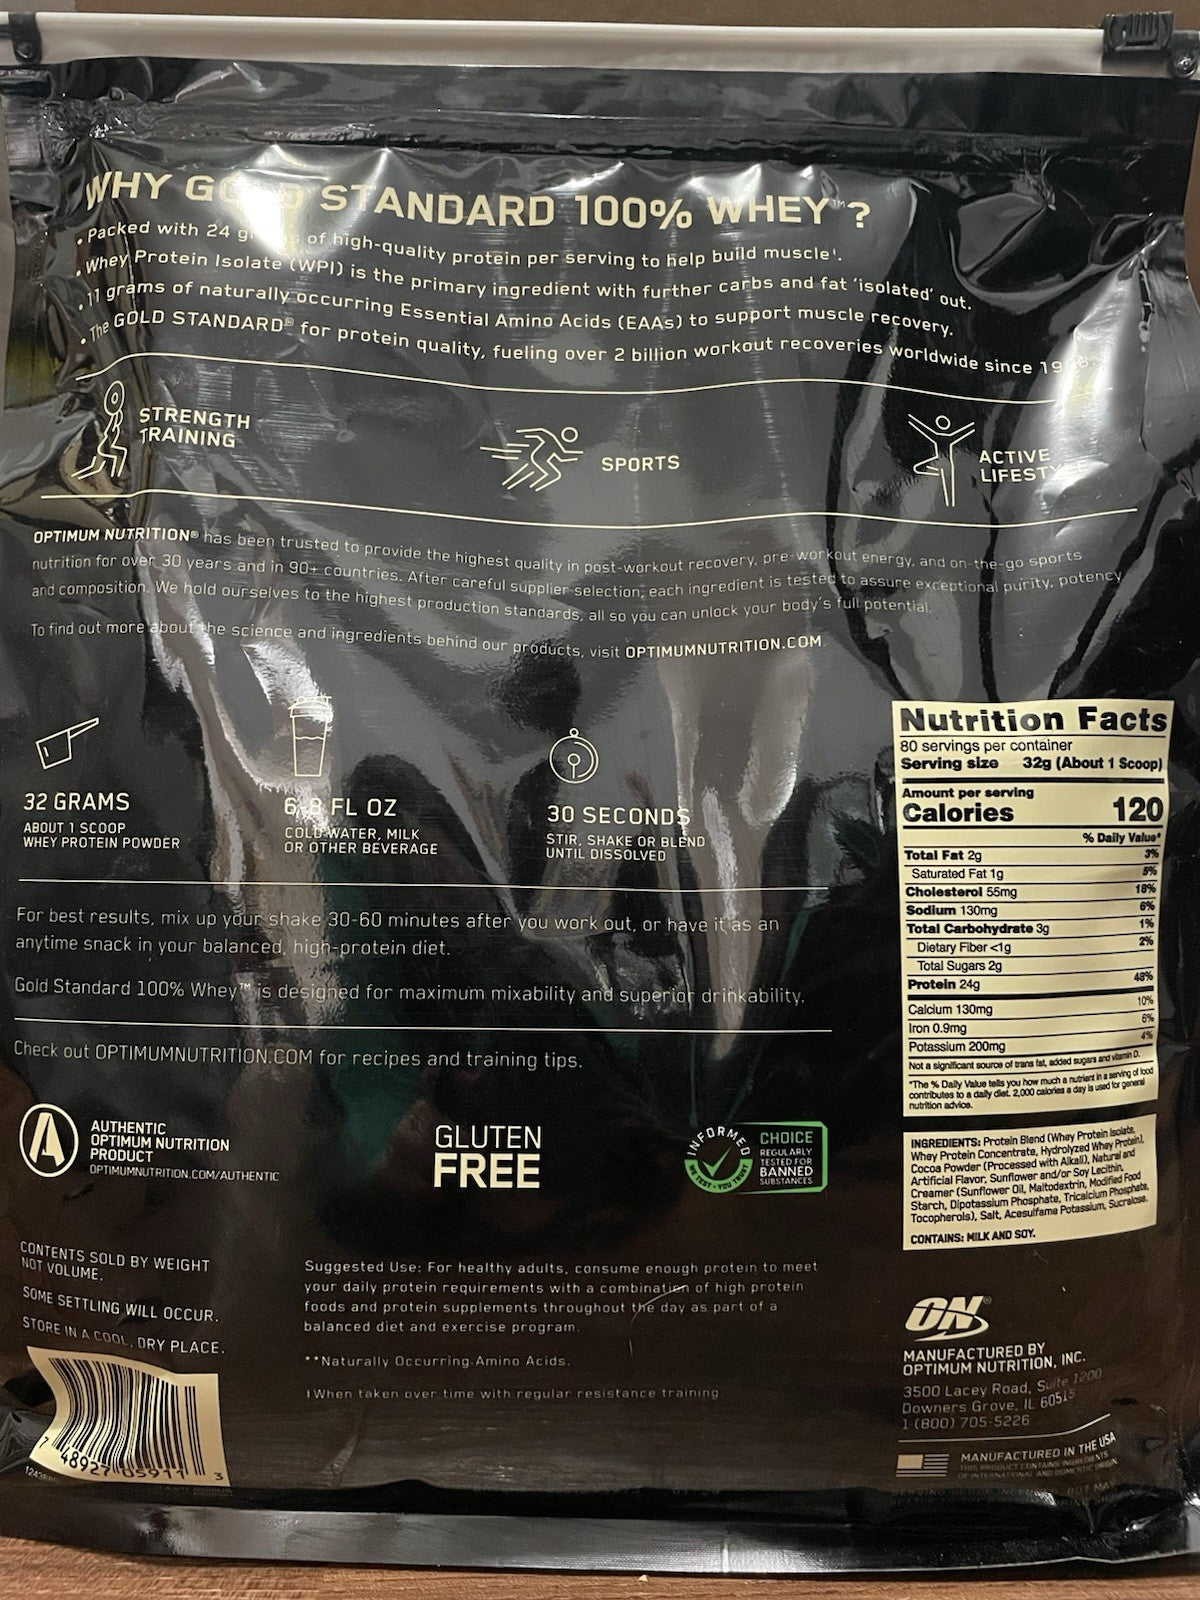 WHY GOLD STANDARD 100% WHEY™?
• Packed with 24 grams of high-quality protein per serving to help build muscle‡.
• Whey Protein Isolate (WPI) is the primary ingredient with further carbs and fat 'isolated' out.
• 11 grams of naturally occurring Essential Amino Acids (EAAs) to support muscle recovery.
• The GOLD STANDARD® for protein quality, fueling over 2 billion workout recoveries worldwide since
STRENGTH
TRAINING
SPORTS
ACTIVE
LIFESTYLE
OPTIMUM NUTRITION® has been trusted to provide the highest quality in post-workout recovery, pre-workout energy, and on-the-go sports
nutrition for over 30 years and in 90+ countries. After careful supplier selection, each ingredient is tested to assure exceptional purity, potency
and composition. We hold ourselves to the highest production standards, all so you can unlock your body's full potential.
To find out more about the science and ingredients behind our products, visit OPTIMUMNUTRITION.COM.
32 GRAMS
ABOUT 1 SCOOP
WHEY PROTEIN POWDER
6-8 FL OZ
COLD WATER, MILK
OR OTHER BEVERAGE
30 SECONDS
STIR, SHAKE OR BLEND
UNTIL DISSOLVED
For best results, mix up your shake 30-60 minutes after you work out, or have it as an
anytime snack in your balanced, high-protein diet.
Gold Standard 100% Whey™ is designed for maximum mixability and superior drinkability.
Check out OPTIMUMNUTRITION.COM for recipes and training tips.
AUTHENTIC
OPTIMUM NUTRITION
PRODUCT
OPTIMUMNUTRITION.COM/AUTHENTIC
GLUTEN
FREE
INFORMED
WE TEST • YOU TRUST
CHOICE
REGULARLY
TESTED FOR
BANNED
SUBSTANCES
CONTENTS SOLD BY WEIGHT
NOT VOLUME.
SOME SETTLING WILL OCCUR.
STORE IN A COOL, DRY PLACE.
7 48927 05911 3
Suggested Use: For healthy adults, consume enough protein to meet
your daily protein requirements with a combination of high protein
foods and protein supplements throughout the day as part of a
balanced diet and exercise program.
**Naturally Occurring Amino Acids.
‡When taken over time with regular resistance training.
Nutrition Facts
80 servings per container
Serving size 32g (About 1 Scoop)
Amount per serving
Calories 120
% Daily Value*
Total Fat 2g 3%
Saturated Fat 1g 5%
Cholesterol 55mg 18%
Sodium 130mg 6%
Total Carbohydrate 3g 1%
Dietary Fiber <1g 2%
Total Sugars 2g
Protein 24g 48%
Calcium 130mg 10%
Iron 0.9mg 6%
Potassium 200mg 4%
Not a significant source of trans fat, added sugars and vitamin D.
*The % Daily Value tells you how much a nutrient in a serving of food
contributes to a daily diet. 2,000 calories a day is used for general
nutrition advice.
INGREDIENTS: Protein Blend (Whey Protein Isolate,
Whey Protein Concentrate, Hydrolyzed Whey Protein),
Cocoa Powder (Processed with Alkali), Natural and
Artificial Flavor, Sunflower and/or Soy Lecithin,
Creamer (Sunflower Oil, Maltodextrin, Modified Food
Starch, Dipotassium Phosphate, Tricalcium Phosphate,
Tocopherols), Salt, Acesulfame Potassium, Sucralose.
CONTAINS: MILK AND SOY.
ON®
MANUFACTURED BY
OPTIMUM NUTRITION, INC.
3500 Lacey Road, Suite 1200
Downers Grove, IL 60515
1 (800) 705-5226
MANUFACTURED IN THE USA
THIS PRODUCT CONTAINS INGREDIENTS
OF INTERNATIONAL AND DOMESTIC ORIGIN